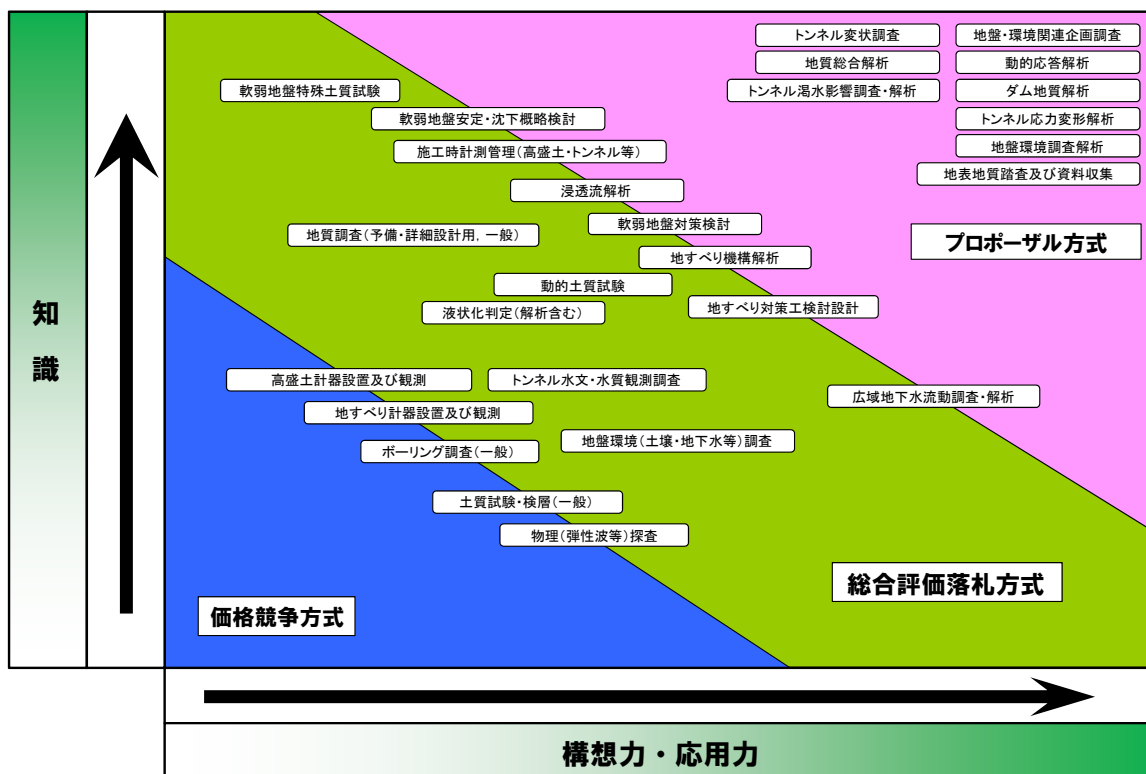 トンネル変状調査
地盤・環境関連企画調査
地質総合解析
動的応答解析
軟弱地盤特殊土質試験
トンネル渇水影響調査・解析
ダム地質解析
軟弱地盤安定・沈下概略検討
トンネル応力変形解析
施工時計測管理(高盛土・トンネル等)
地盤環境調査解析
地表地質踏査及び資料収集
浸透流解析
軟弱地盤対策検討
地質調査(予備・詳細設計用, 一般)
プロポーザル方式
地すべり機構解析
動的土質試験
地すべり対策工検討設計
液状化判定(解析含む)
知
識
高盛土計器設置及び観測
トンネル水文・水質観測調査
広域地下水流動調査・解析
地すべり計器設置及び観測
地盤環境(土壌・地下水等)調査
ボーリング調査(一般)
土質試験・検層(一般)
物理(弾性波等)探査
総合評価落札方式
価格競争方式
構想力・応用力